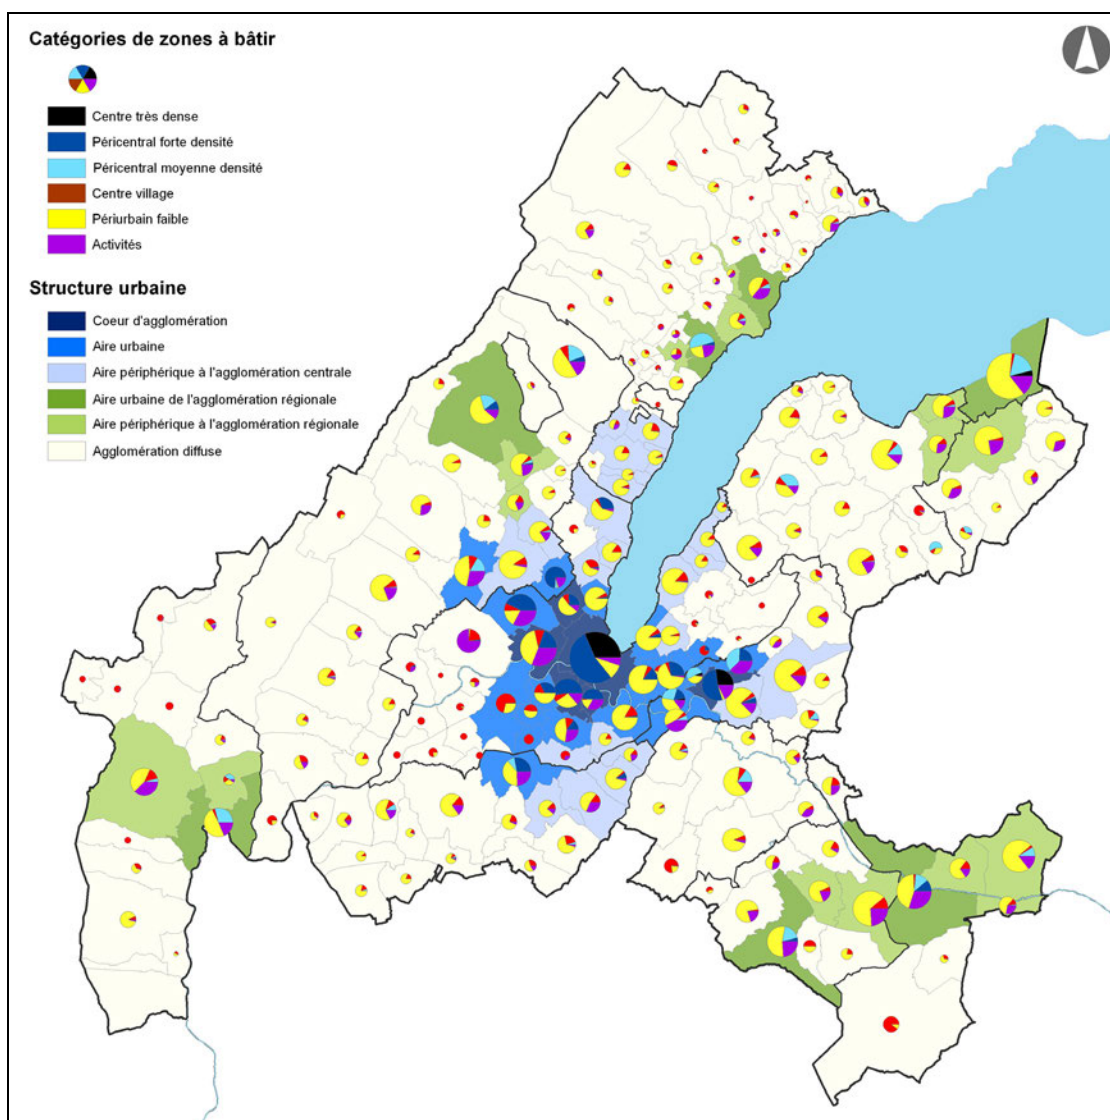 Catégories de zones à bâtir
Centre très dense
Péricentral forte densité
Péricentral moyenne densité
Centre village
Périurbain faible
Activités
Structure urbaine
Coeur d'agglomération
Aire urbaine
Aire périphérique à l'agglomération centrale
Aire urbaine de l'agglomération régionale
Aire périphérique à l'agglomération régionale
Agglomération diffuse